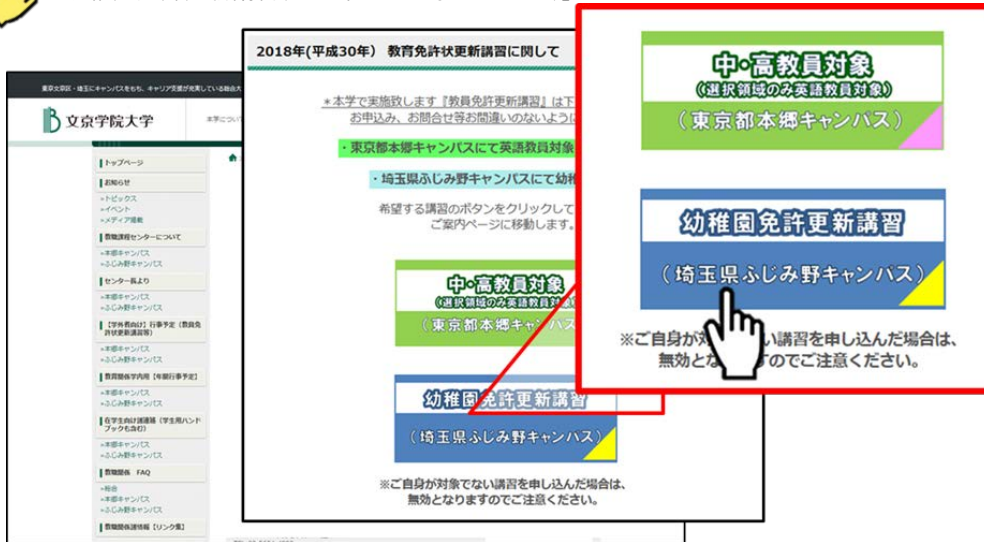 東京文京区・埼玉にキャンパスをもち、キャリア支援が充実している総合大
文京学院大学
本学につい
トップページ
お知らせ
トピックス
イベント
メディア掲載
教職課程センターについて
本郷キャンパス
ふじみ野キャンパス
センター長より
本郷キャンパス
ふじみ野キャンパス
【学外者向け】行事予定（教員免
許状更新講習等）
本郷キャンパス
ふじみ野キャンパス
教員関係学内用【年間行事予定】
本郷キャンパス
ふじみ野キャンパス
在学生向け諸連絡（学生用ハンド
ブックも含む）
本郷キャンパス
ふじみ野キャンパス
教職関係 FAQ
総合
本郷キャンパス
ふじみ野キャンパス
教職関係諸情報【リンク集】
2018年(平成30年） 教育免許状更新講習に関して
＊本学で実施致します『教員免許更新講習』は下
お申込み、お問合せ等お間違いのないように
・東京都本郷キャンパスにて英語教員対象
・埼玉県ふじみ野キャンパスにて幼稚
希望する講習のボタンをクリックして
ご案内ページに移動します。
中・高教員対象
(選択領域のみ英語教員対象)
（東京都本郷キャンパス
幼稚園免許更新講習
（埼玉県ふじみ野キャンパス）
※ご自身が対象でない講習を申し込んだ場合は、
無効となりますのでご注意ください。
中・高教員対象
(選択領域のみ英語教員対象)
（東京都本郷キャンパス）
幼稚園免許更新講習
（埼玉県ふじみ野キャンパス）
※ご自身が対 い講習を申し込んだ場合は、
無効とな のでご注意ください。